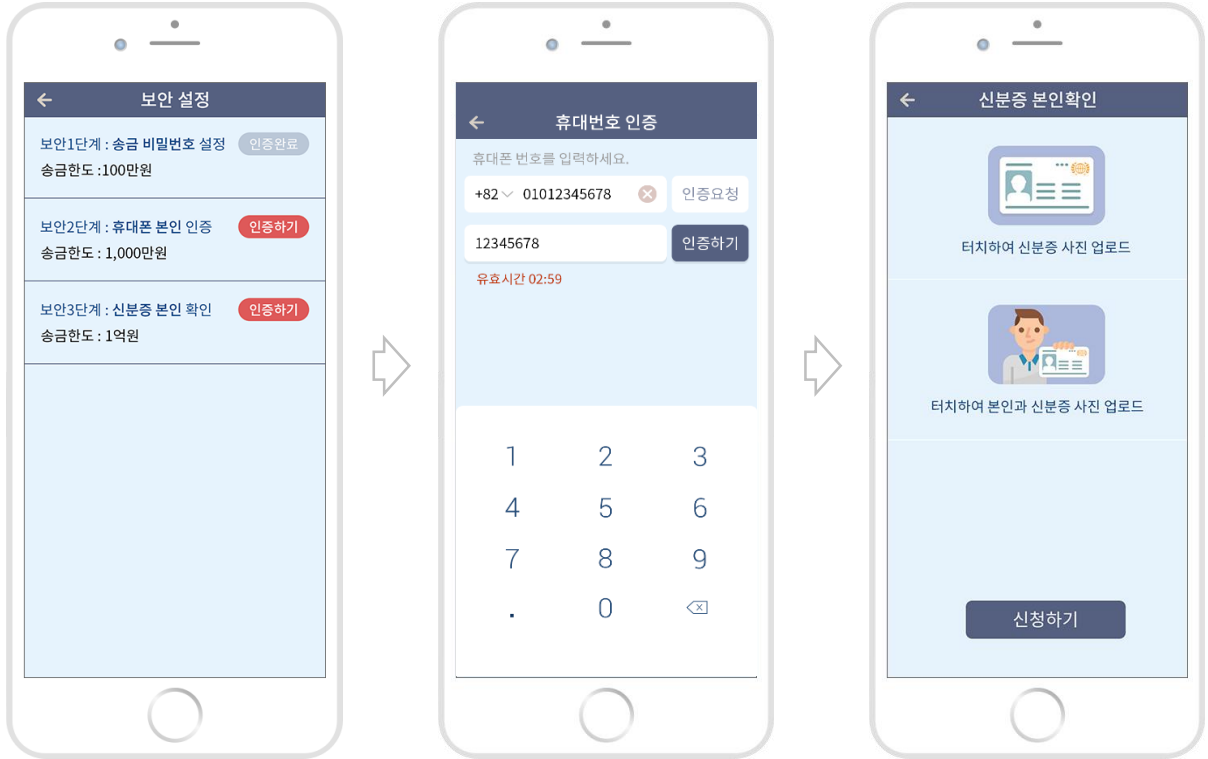 보안 설정
보안1단계 : 송금 비밀번호 설정 인증완료
송금한도 :100만원
보안2단계 : 휴대폰 본인 인증 인증하기
송금한도 : 1,000만원
보안3단계 : 신분증 본인 확인 인증하기
송금한도 : 1억원
휴대번호 인증
휴대폰 번호를 입력하세요.
+82 01012345678 인증요청
12345678 인증하기
유효시간 02:59
1 2 3
4 5 6
7 8 9
. 0
신분증 본인확인
터치하여 신분증 사진 업로드
터치하여 본인과 신분증 사진 업로드
신청하기